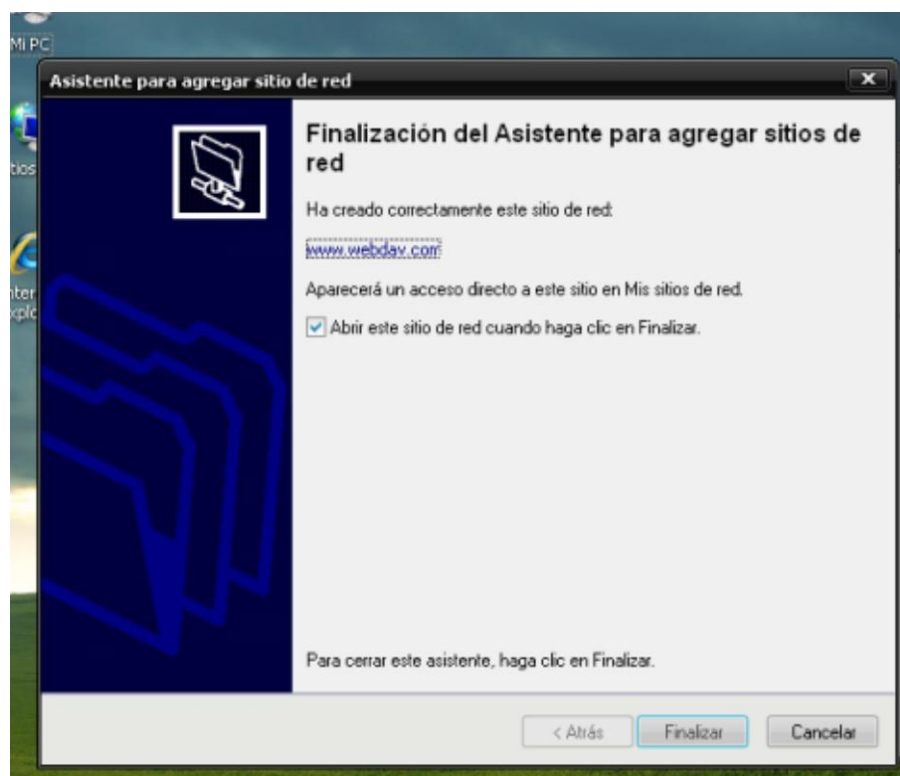 Mi PC
Asistente para agregar sitio de red
Finalización del Asistente para agregar sitios de
red
Ha creado correctamente este sitio de red:
www.webdav.com
Aparecerá un acceso directo a este sitio en Mis sitios de red.
Abrir este sitio de red cuando haga clic en Finalizar.
Para cerrar este asistente, haga clic en Finalizar.
< Atrás
Finalizar
Cancelar